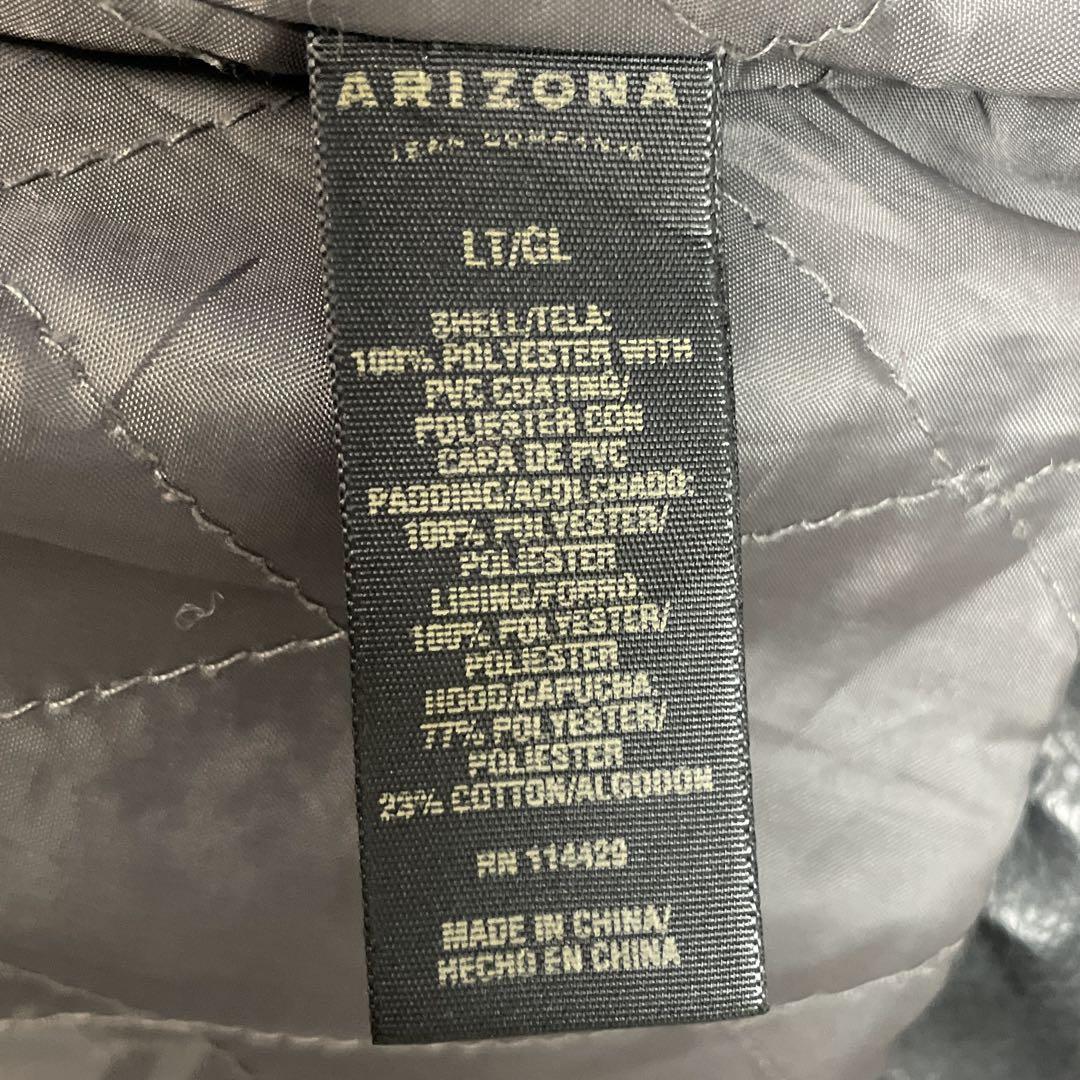 ARIZONA
JEAN COMPANY®
LT/GL
SHELL/TELA:
100% POLYESTER WITH
PVC COATING/
POLIESTER CON
CAPA DE PVC
PADDING/ACOLCHADO:
100% POLYESTER/
POLIESTER
LINING/FORRO:
100% POLYESTER/
POLIESTER
HOOD/CAPUCHA:
77% POLYESTER/
POLIESTER
23% COTTON/ALGODON
RN
MADE IN CHINA/
HECHO EN CHINA